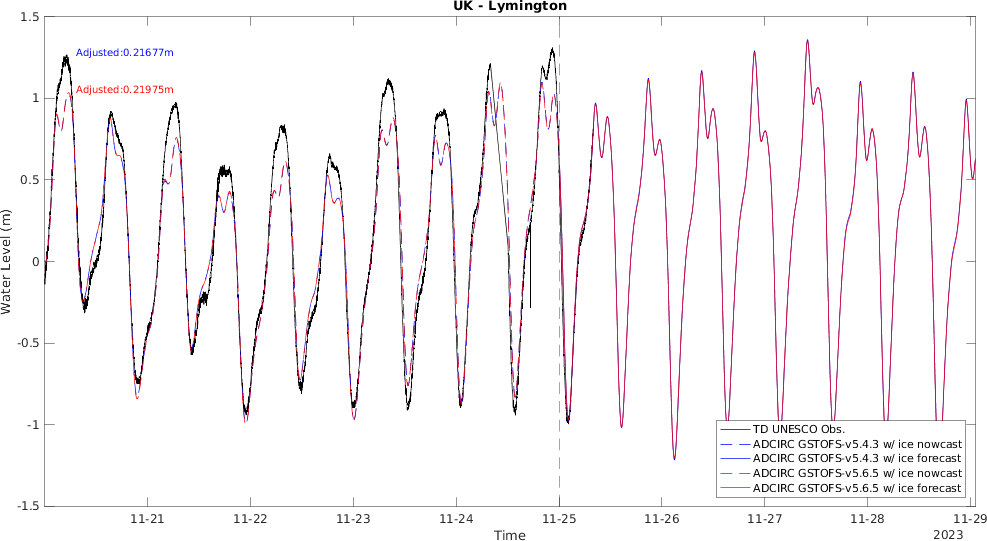 UK - Lymington
1.5
1
0.5
0
-0.5
-1
-1.5
Water Level (m)
Adjusted:0.21677m
Adjusted:0.21975m
TD UNESCO Obs.
ADCIRC GSTOFS-v5.4.3 w/ ice nowcast
ADCIRC GSTOFS-v5.4.3 w/ ice forecast
ADCIRC GSTOFS-v5.6.5 w/ ice nowcast
ADCIRC GSTOFS-v5.6.5 w/ ice forecast
11-21 11-22 11-23 11-24 11-25 11-26 11-27 11-28 11-29
Time
2023